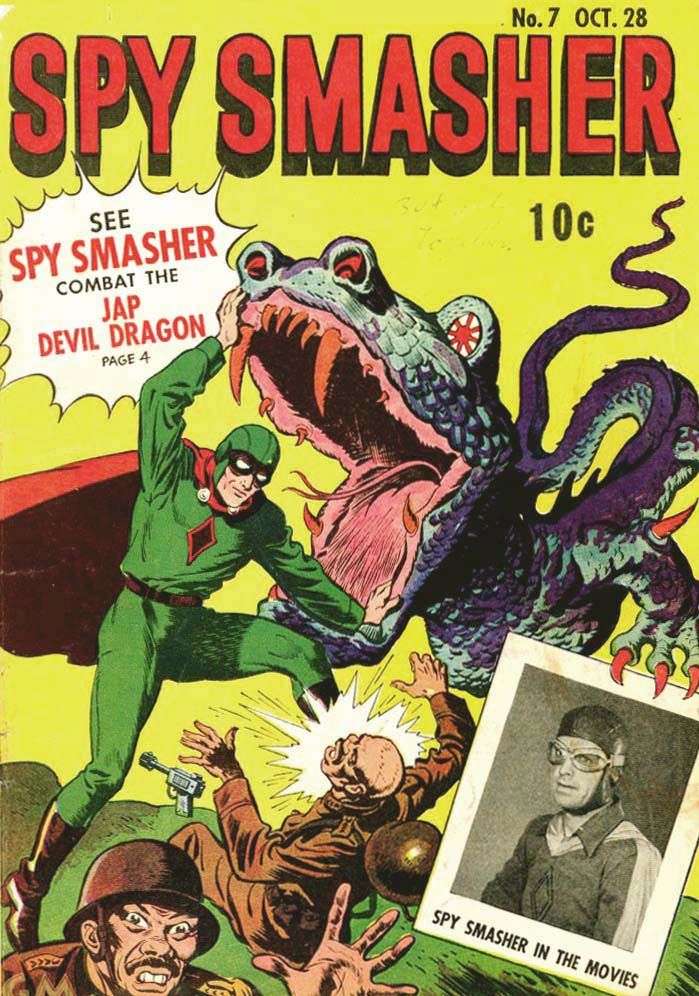 No. 7 OCT. 28
SPY SMASHER
10c
SEE
SPY SMASHER
COMBAT THE
JAP
DEVIL DRAGON
PAGE 4
SPY SMASHER IN THE MOVIES